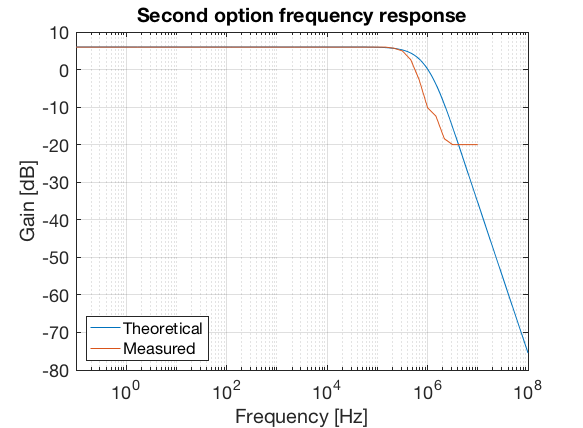 Second option frequency response
10
0
-10
-20
-30
-40
-50
-60
-70
-80
Gain [dB]
Theoretical
Measured
10^0 10^2 10^4 10^6 10^8
Frequency [Hz]